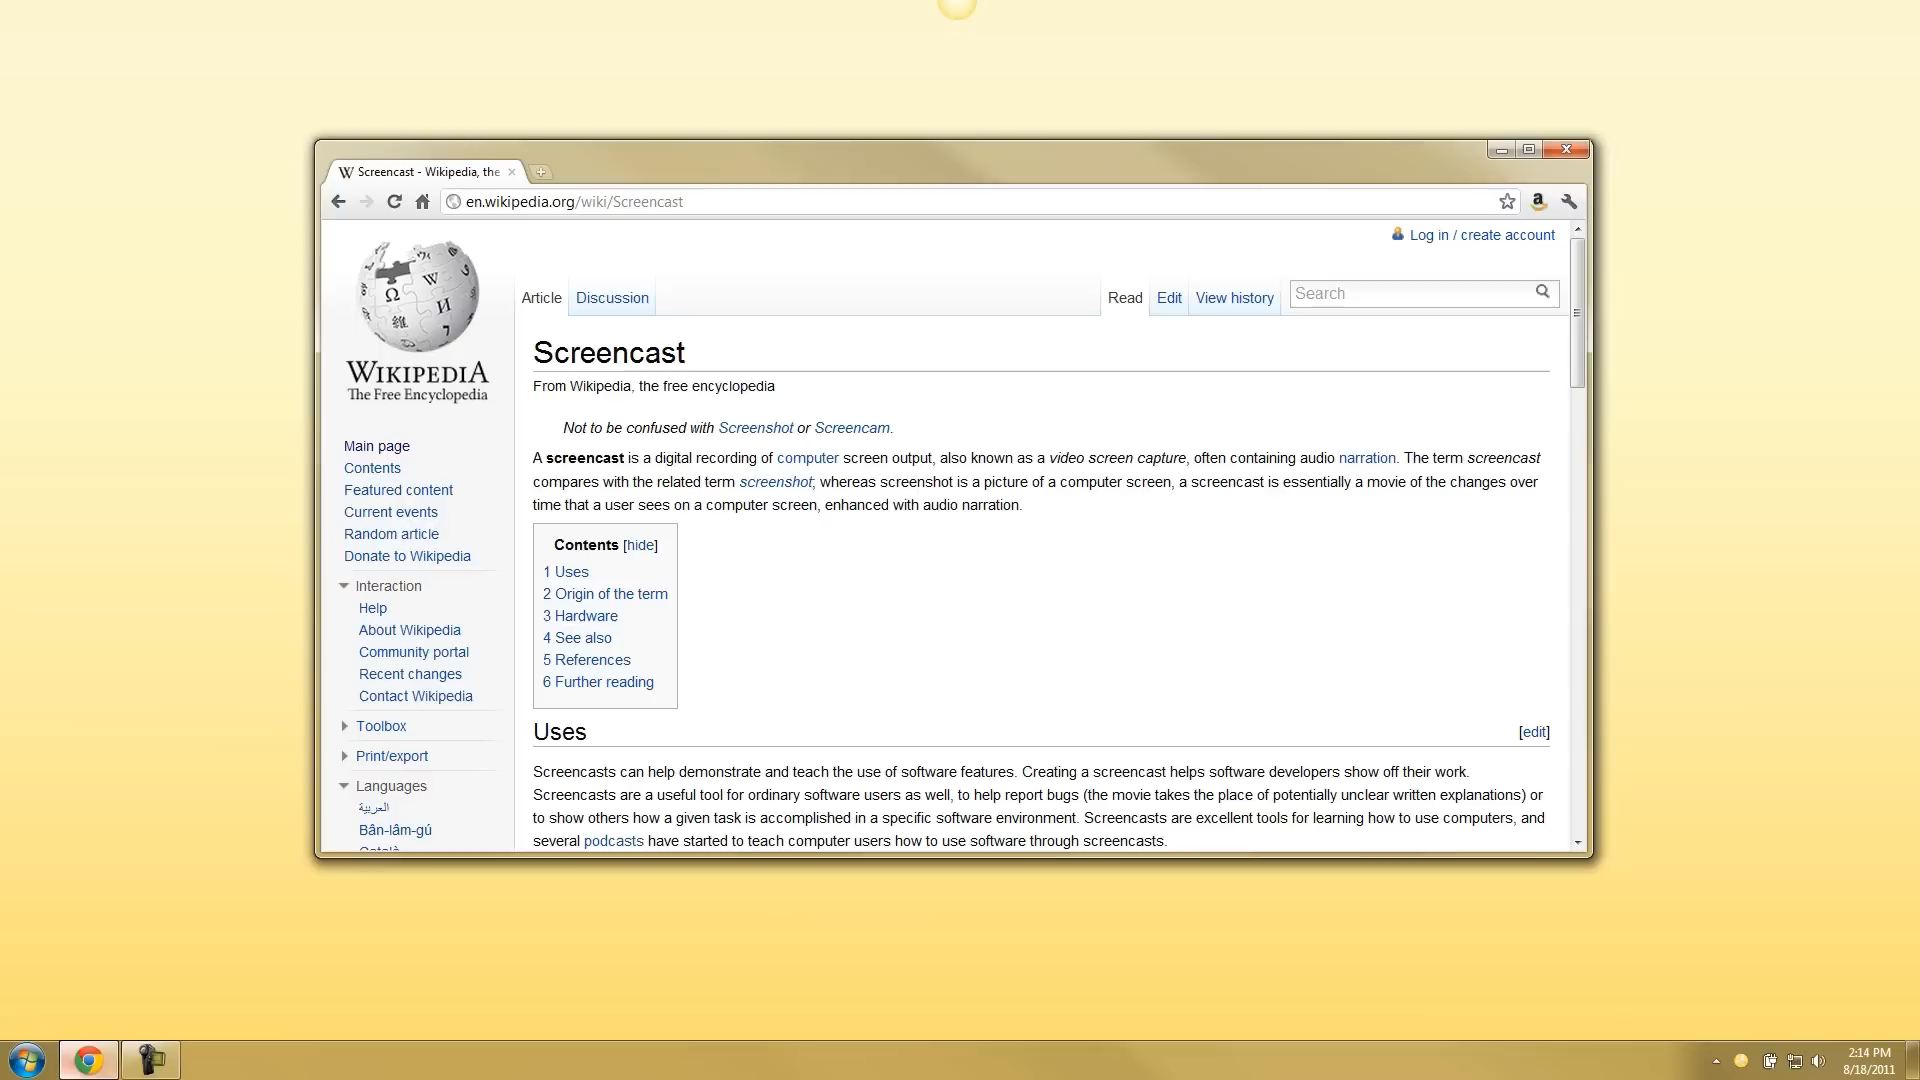 Screencast - Wikipedia, the
en.wikipedia.org/wiki/Screencast
Log in / create account
Article
Discussion
Read
Edit
View history
Search
WIKIPEDIA
The Free Encyclopedia
Main page
Contents
Featured content
Current events
Random article
Donate to Wikipedia
Interaction
Help
About Wikipedia
Community portal
Recent changes
Contact Wikipedia
Toolbox
Print/export
Languages
العربية
Bân-lâm-gú
Screencast
From Wikipedia, the free encyclopedia
Not to be confused with Screenshot or Screencam.
A screencast is a digital recording of computer screen output, also known as a video screen capture, often containing audio narration. The term screencast
compares with the related term screenshot; whereas screenshot is a picture of a computer screen, a screencast is essentially a movie of the changes over
time that a user sees on a computer screen, enhanced with audio narration.
Contents [hide]
1 Uses
2 Origin of the term
3 Hardware
4 See also
5 References
6 Further reading
Uses
[edit]
Screencasts can help demonstrate and teach the use of software features. Creating a screencast helps software developers show off their work.
Screencasts are a useful tool for ordinary software users as well, to help report bugs (the movie takes the place of potentially unclear written explanations) or
to show others how a given task is accomplished in a specific software environment. Screencasts are excellent tools for learning how to use computers, and
several podcasts have started to teach computer users how to use software through screencasts.
2:14 PM
8/18/2011